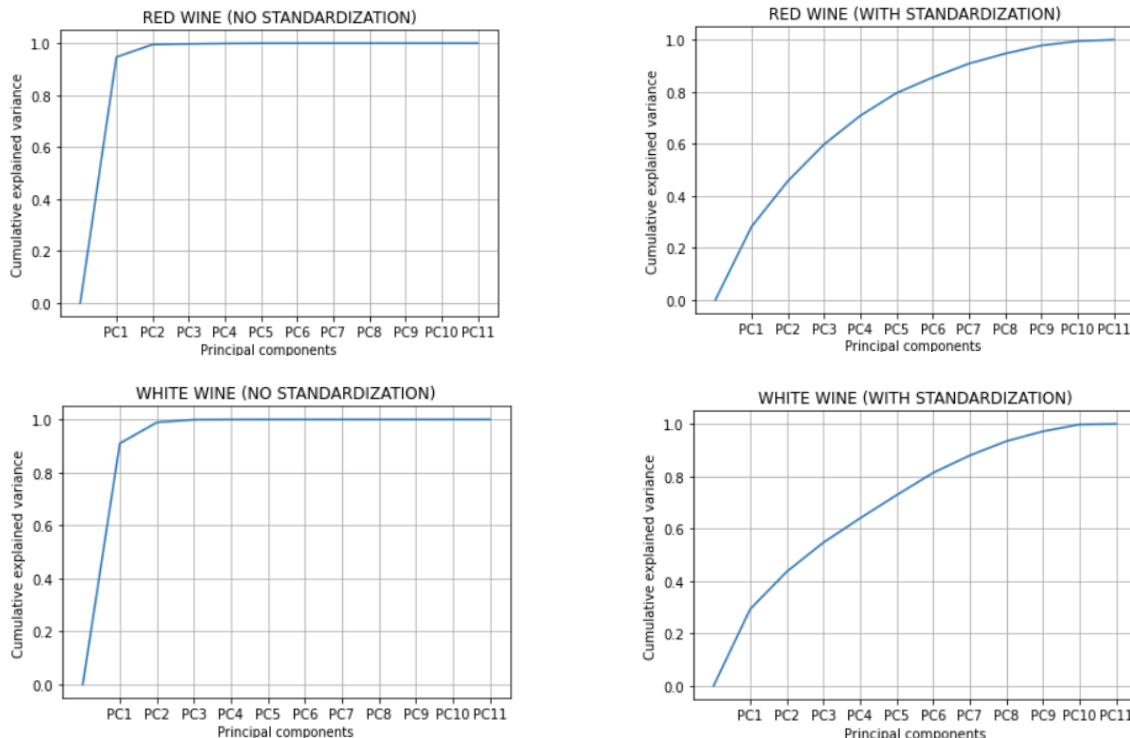 RED WINE (NO STANDARDIZATION)
1.0
0.8
0.6
0.4
0.2
0.0
Cumulative explained variance
PC1 PC2 PC3 PC4 PC5 PC6 PC7 PC8 PC9 PC10 PC11
Principal components
RED WINE (WITH STANDARDIZATION)
1.0
0.8
0.6
0.4
0.2
0.0
Cumulative explained variance
PC1 PC2 PC3 PC4 PC5 PC6 PC7 PC8 PC9 PC10 PC11
Principal components
WHITE WINE (NO STANDARDIZATION)
1.0
0.8
0.6
0.4
0.2
0.0
Cumulative explained variance
PC1 PC2 PC3 PC4 PC5 PC6 PC7 PC8 PC9 PC10 PC11
Principal components
WHITE WINE (WITH STANDARDIZATION)
1.0
0.8
0.6
0.4
0.2
0.0
Cumulative explained variance
PC1 PC2 PC3 PC4 PC5 PC6 PC7 PC8 PC9 PC10 PC11
Principal components